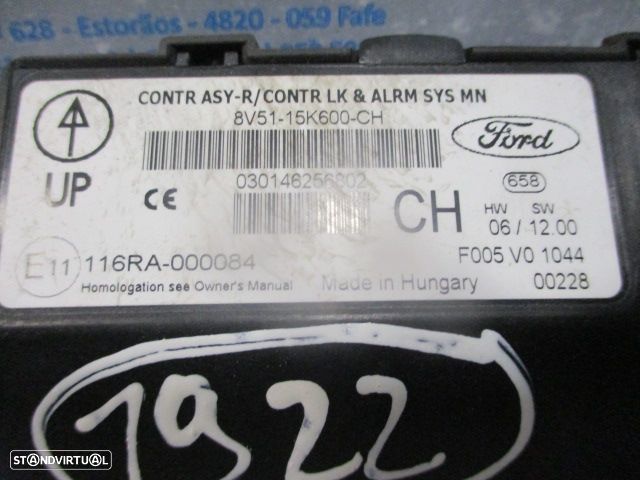 628 - Estorãos - 4820 - 059 Fafe
CONTR ASY-R/CONTR LK & ALRM SYS MN
8V51-15K600-CH
Ford
UP
CE
030146256802
CH
658
HW SW
06 / 12.00
E11
116RA-000084
F005 V0 1044
Homologation see Owner's Manual
Made in Hungary
00228
1922
STANDVIRTUAL